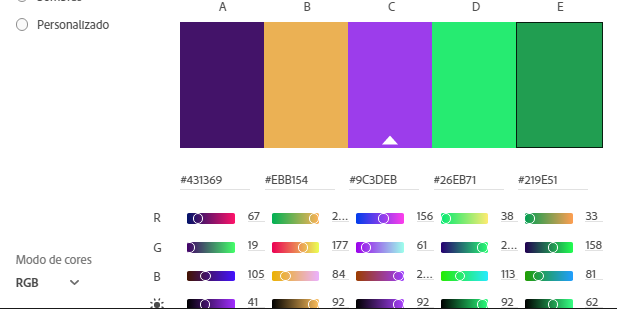 A B C D E
Personalizado
#431369 #EBB154 #9C3DEB #26EB71 #219E51
R 67 2... 156 38 33
G 19 177 61 2... 158
Modo de cores
B 105 84 2... 113 81
RGB
41 92 92 92 62